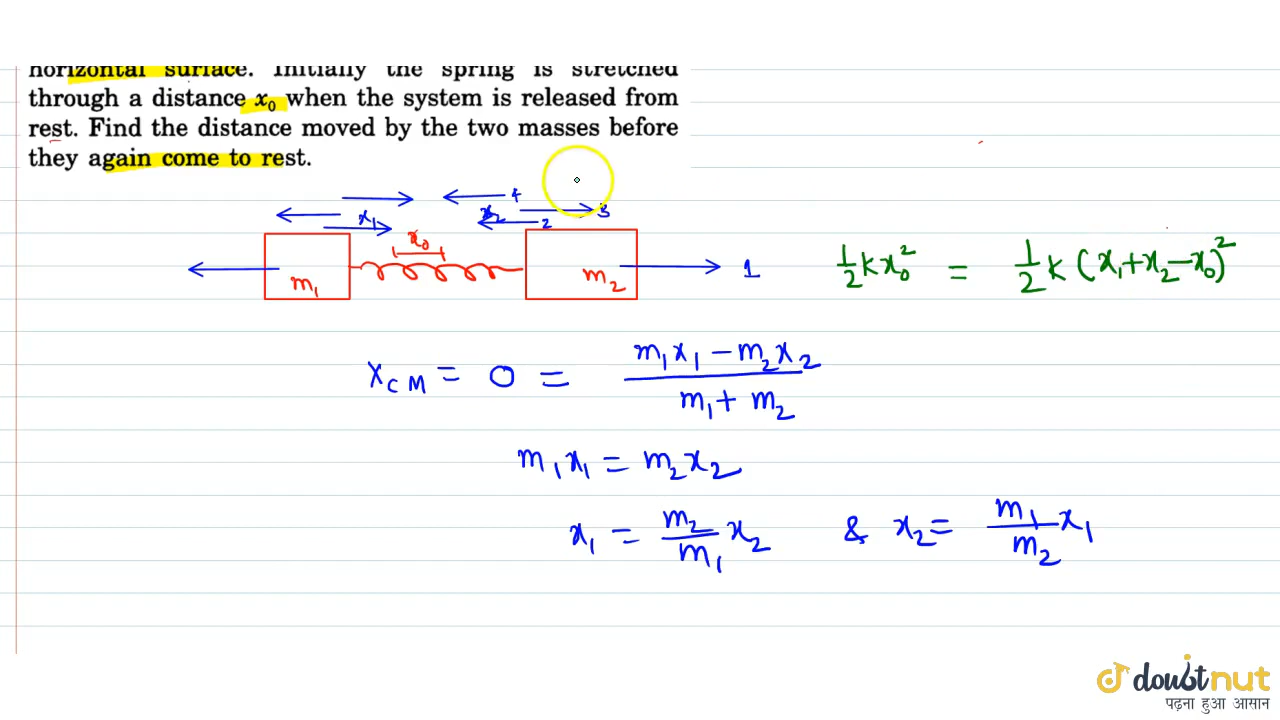 horizontal surface. Initially the spring is stretched
through a distance x₀ when the system is released from
rest. Find the distance moved by the two masses before
they again come to rest.
4
x₁ x₂ 3
2
x₀
m₁ m₂ 1
½kx₀² = ½k(x₁+x₂−x₀)²
x_CM = 0 = (m₁x₁ − m₂x₂)/(m₁ + m₂)
m₁x₁ = m₂x₂
x₁ = m₂/m₁ x₂ & x₂ = m₁/m₂ x₁
doubtnut
पढ़ना हुआ आसान